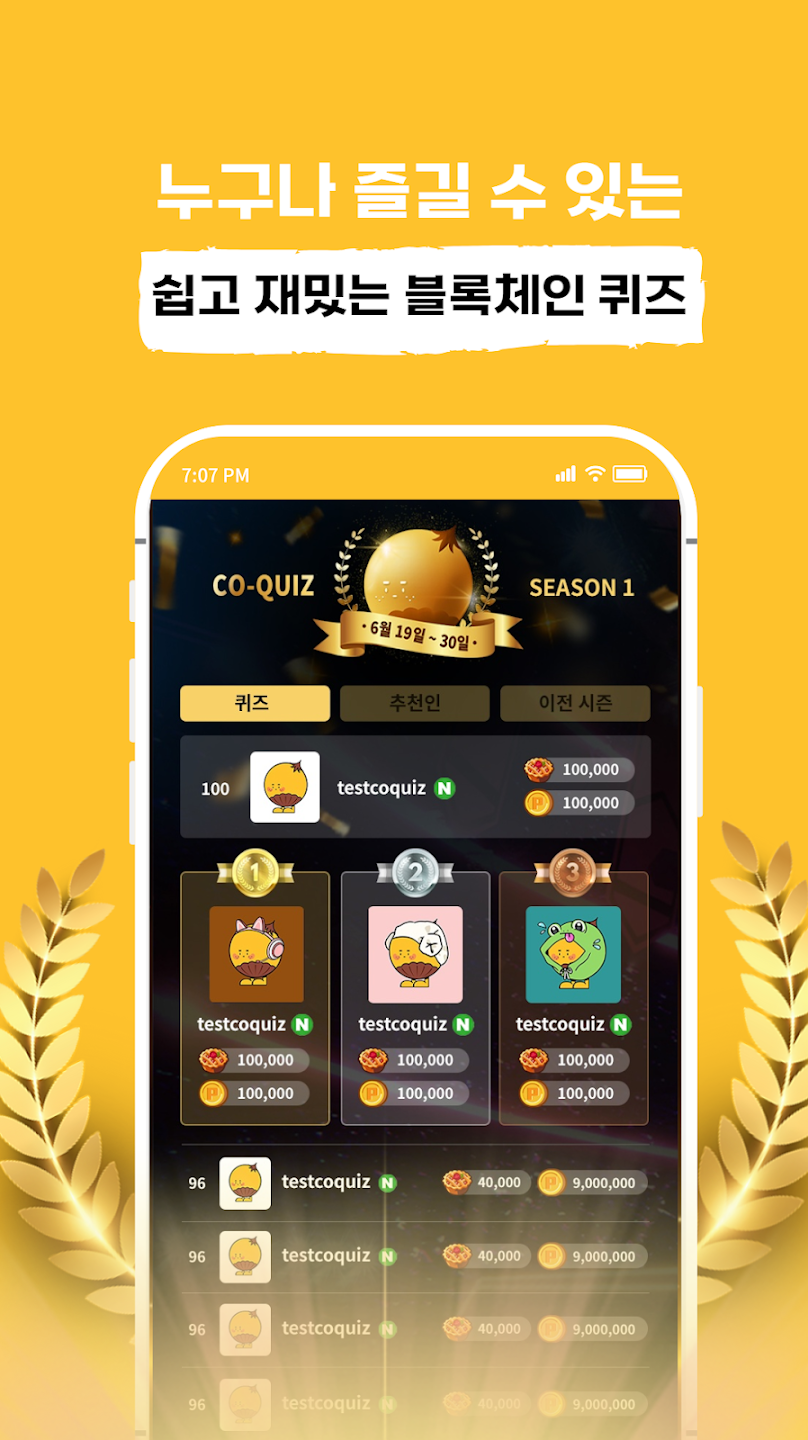 누구나 즐길 수 있는
쉽고 재밌는 블록체인 퀴즈
7:07 PM
CO-QUIZ
SEASON 1
• 6월 19일 ~ 30일 •
퀴즈
추천인
이전 시즌
100
testcoquiz N
100,000
P 100,000
1
2
3
testcoquiz N
testcoquiz N
testcoquiz N
100,000
100,000
100,000
P 100,000
P 100,000
P 100,000
96 testcoquiz N 40,000 P 9,000,000
96 testcoquiz N 40,000 P 9,000,000
96 testcoquiz N 40,000 P 9,000,000
96 testcoquiz N 40,000 P 9,000,000